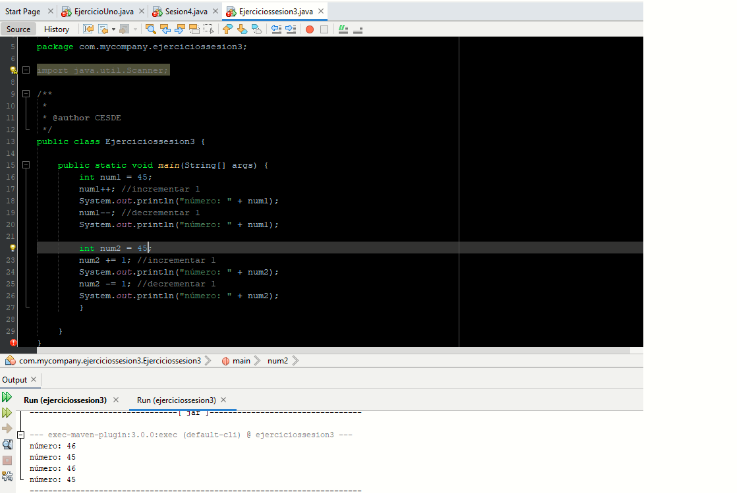 Start Page EjercicioUno.java Sesion4.java Ejerciciossesion3.java
Source History
5 package com.mycompany.ejerciciossesion3;
6
import java.util.Scanner;
8
9 /**
10 *
11 * @author CESDE
12 */
13 public class Ejerciciossesion3 {
14
15 public static void main(String[] args) {
16 int num1 = 45;
17 num1++; //incrementar 1
18 System.out.println("número: " + num1);
19 num1--; //decrementar 1
20 System.out.println("número: " + num1);
21
int num2 = 45;
23 num2 += 1; //incrementar 1
24 System.out.println("número: " + num2);
25 num2 -= 1; //decrementar 1
26 System.out.println("número: " + num2);
27 }
28
29 }
}
com.mycompany.ejerciciossesion3.Ejerciciossesion3 main num2
Output
Run (ejerciciossesion3) Run (ejerciciossesion3)
--------------------------------[ jar ]---------------------------------
--- exec-maven-plugin:3.0.0:exec (default-cli) @ ejerciciossesion3 ---
número: 46
número: 45
número: 46
número: 45
------------------------------------------------------------------------